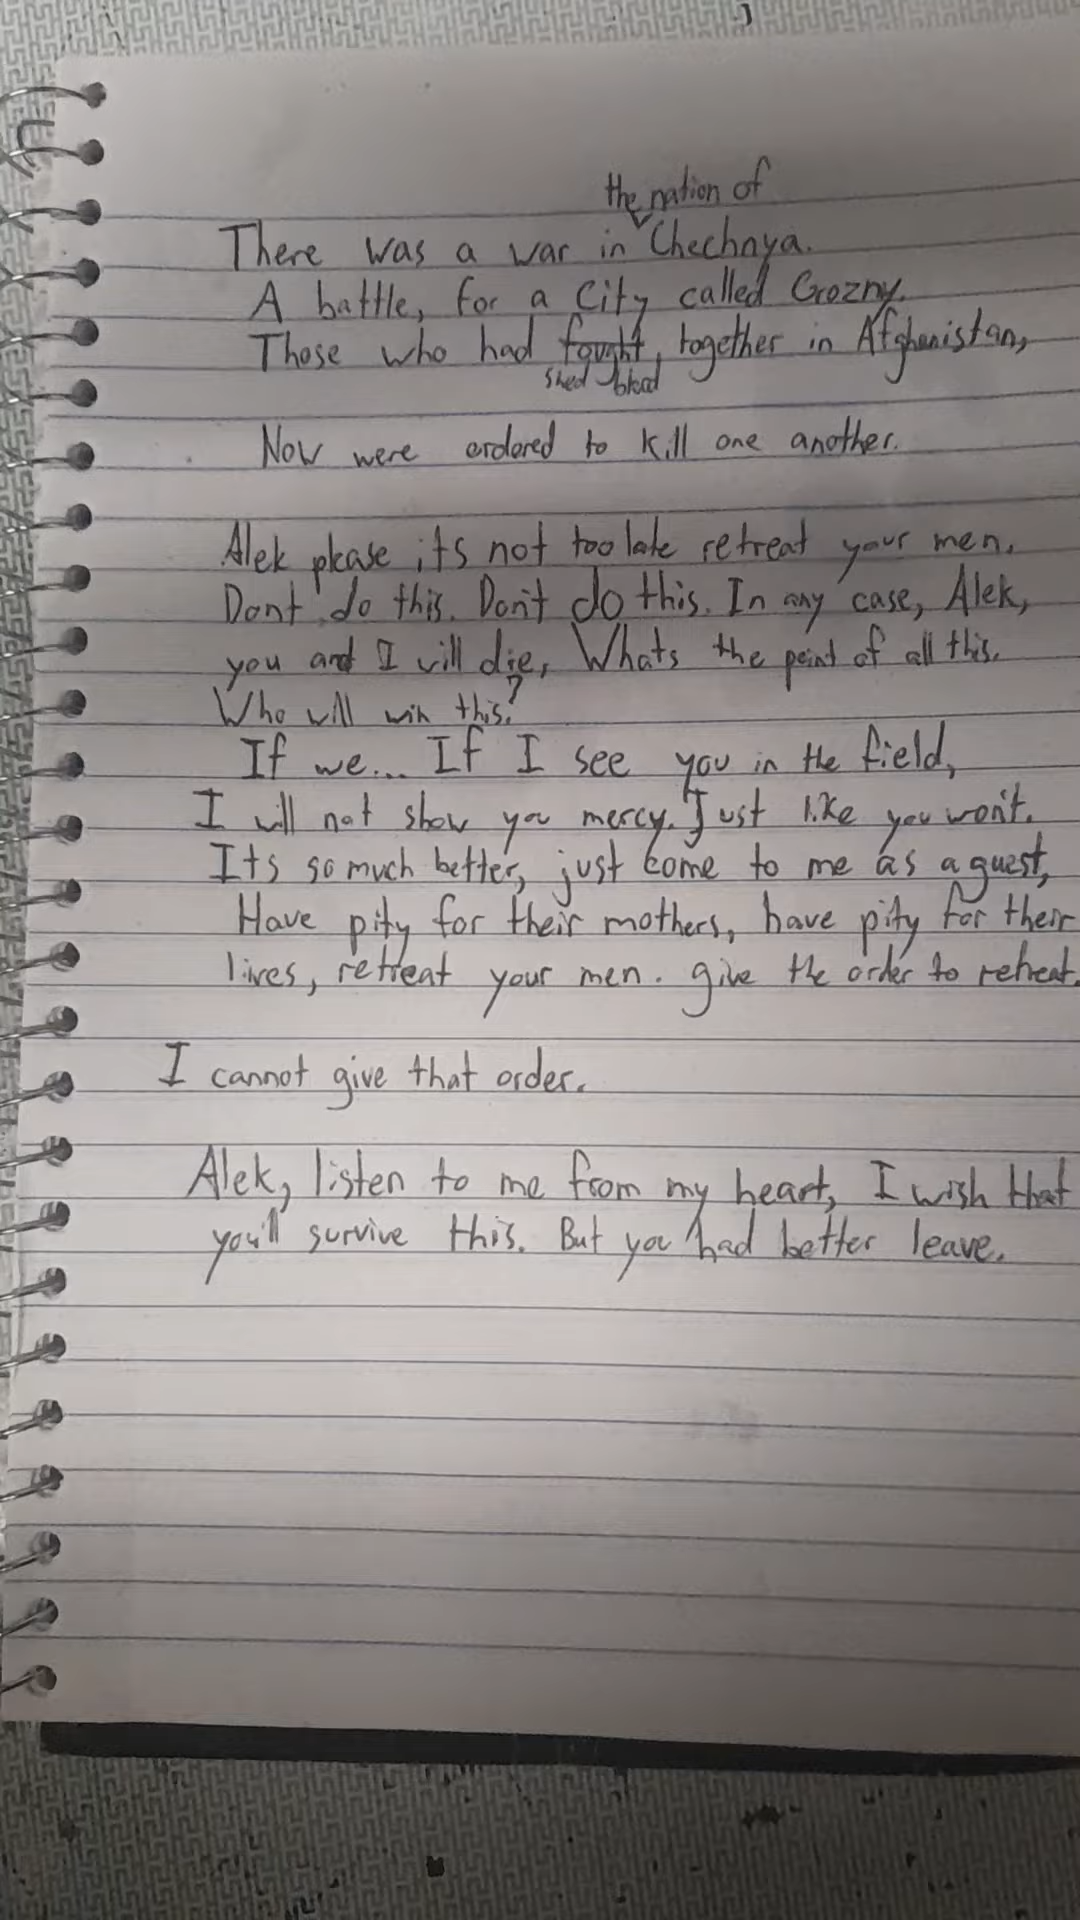 the nation of
There was a war in Chechnya.
A battle, for a City called Grozny.
Those who had fought, together in Afghanistan,
shed blood
Now were ordered to kill one another.
Alek please its not too late retreat your men.
Dont do this. Don't do this. In any case, Alek,
you and I will die, Whats the point of all this.
Who will win this?
If we... If I see you in the field,
I will not show you mercy. Just like you won't.
Its so much better, just come to me as a guest,
Have pity for their mothers, have pity for their
lives, retreat your men. give the order to retreat.
I cannot give that order.
Alek, listen to me from my heart, I wish that
you'll survive this. But you had better leave.